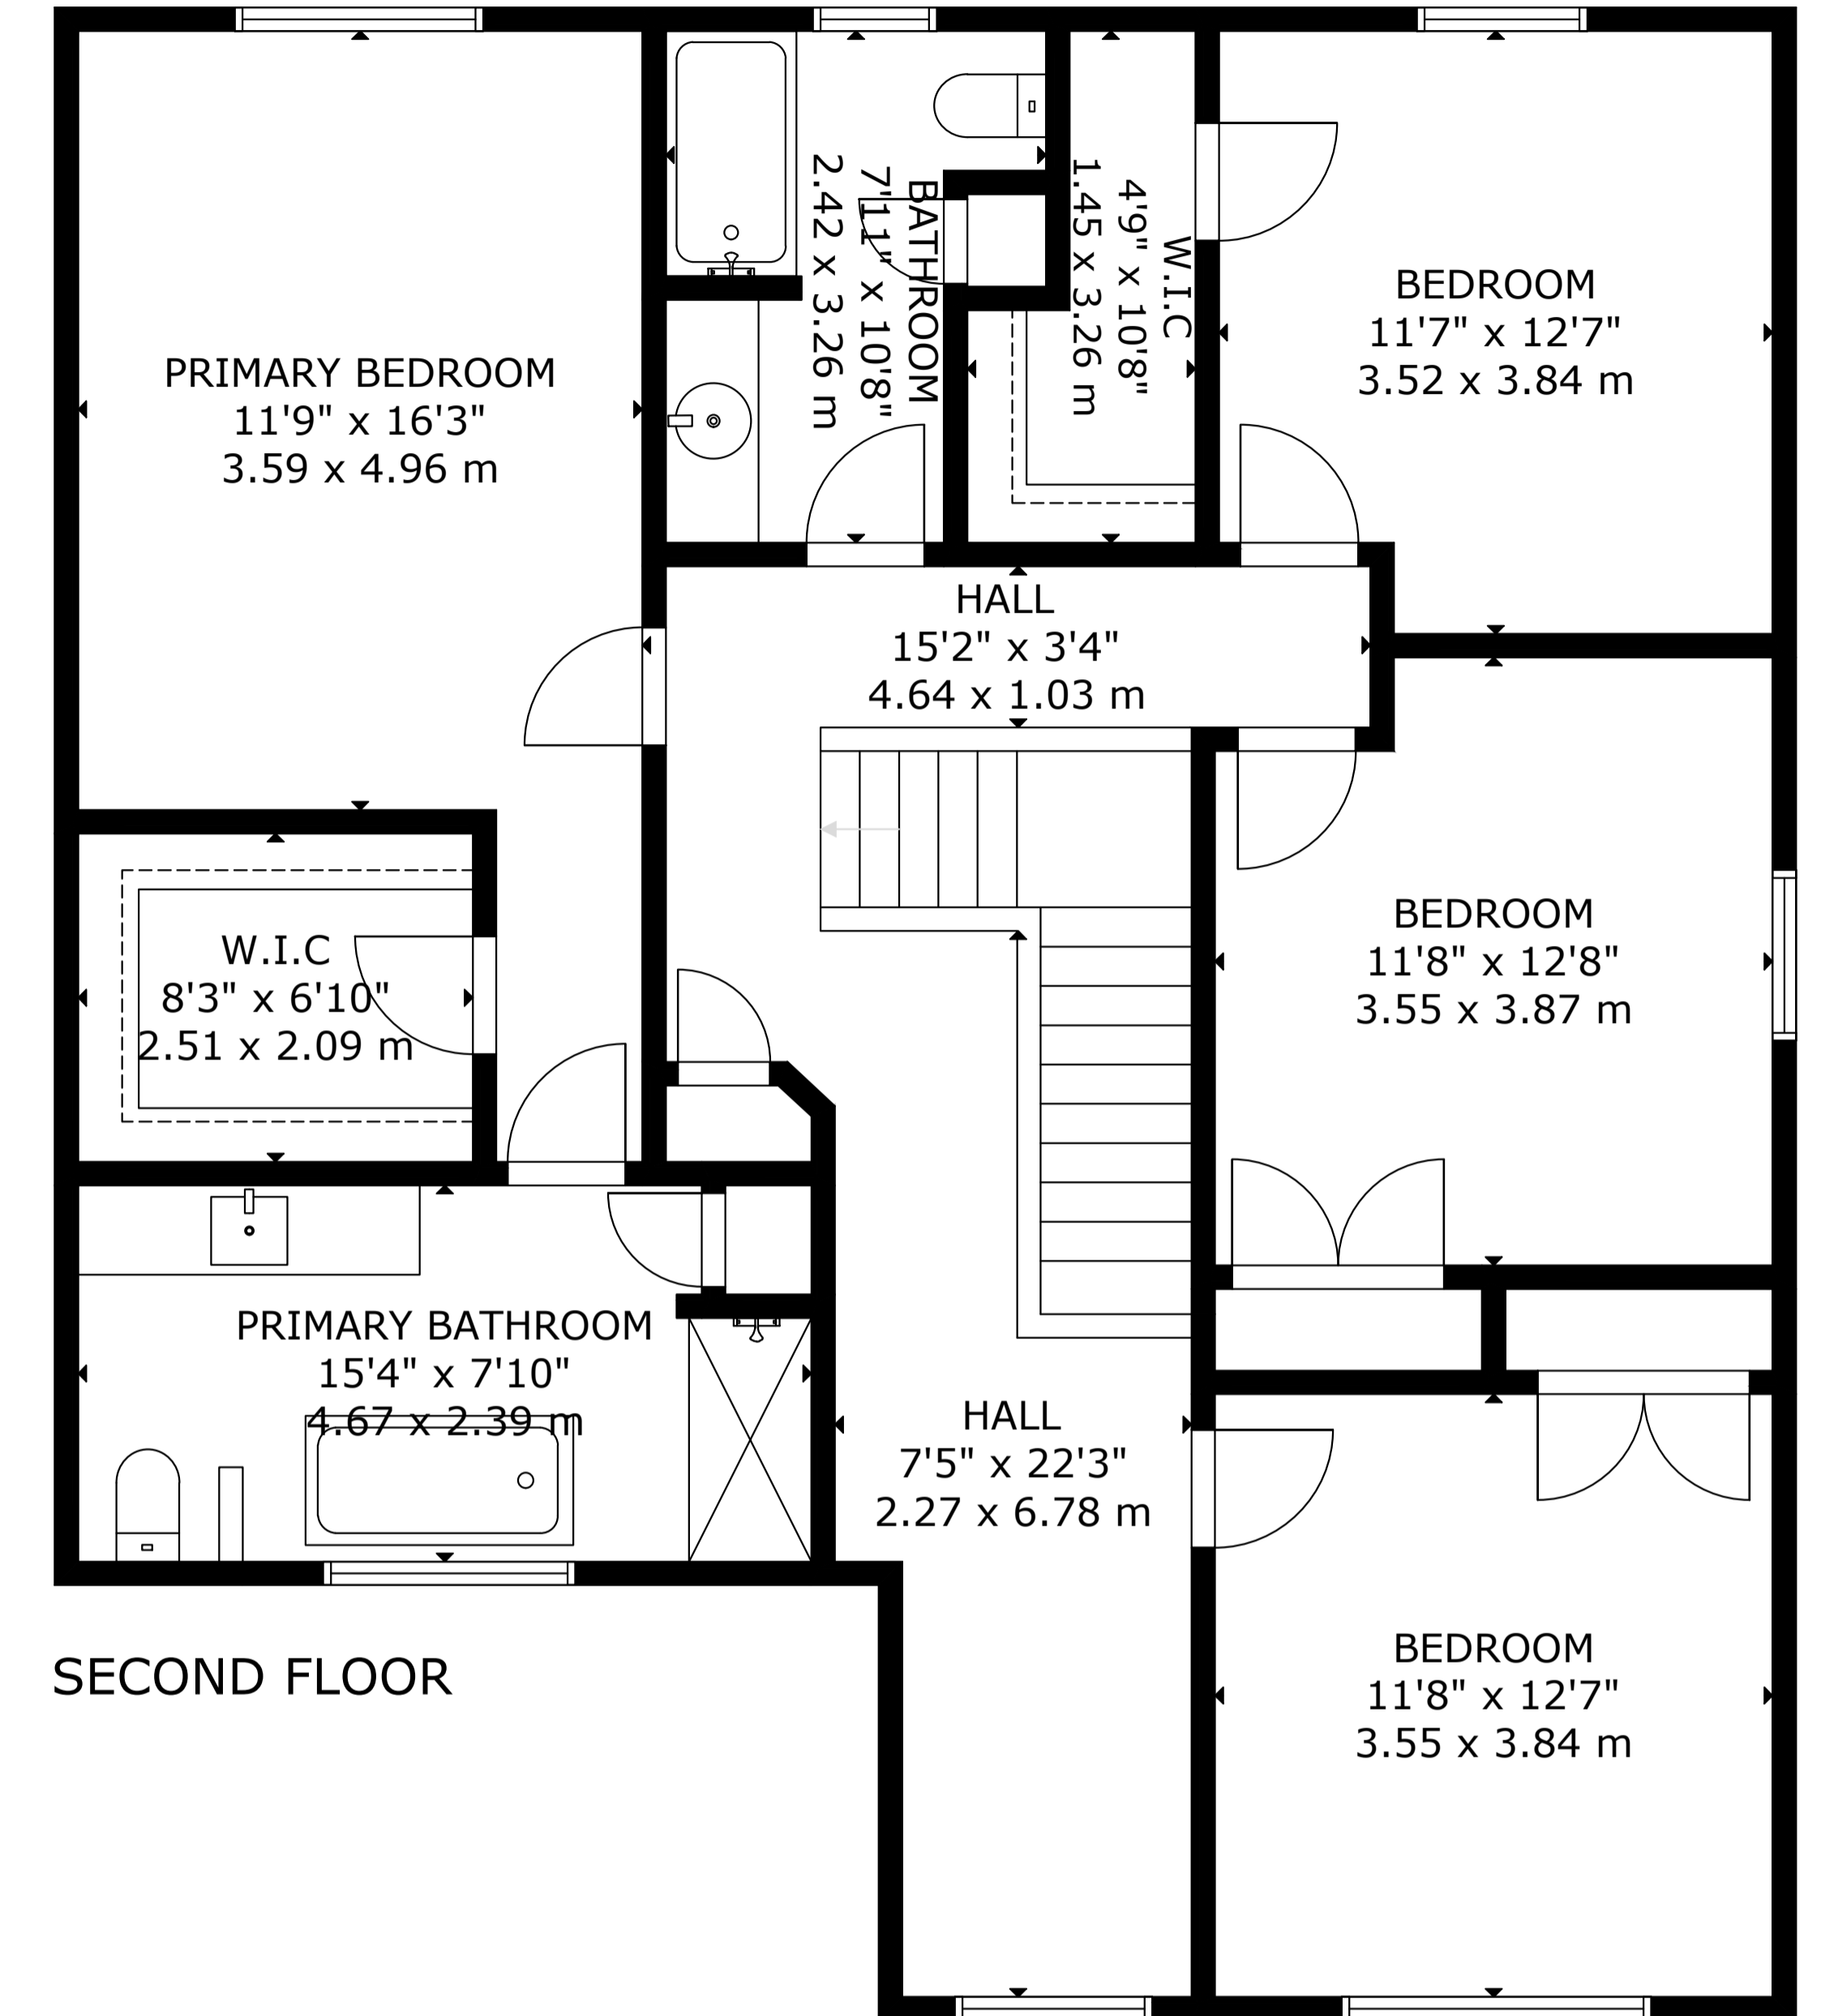 PRIMARY BEDROOM
11'9" x 16'3"
3.59 x 4.96 m
BATHROOM
7'11" x 10'8"
2.42 x 3.26 m
W.I.C
4'9" x 10'8"
1.45 x 3.26 m
BEDROOM
11'7" x 12'7"
3.52 x 3.84 m
HALL
15'2" x 3'4"
4.64 x 1.03 m
W.I.C
8'3" x 6'10"
2.51 x 2.09 m
BEDROOM
11'8" x 12'8"
3.55 x 3.87 m
PRIMARY BATHROOM
15'4" x 7'10"
4.67 x 2.39 m
HALL
7'5" x 22'3"
2.27 x 6.78 m
BEDROOM
11'8" x 12'7"
3.55 x 3.84 m
SECOND FLOOR